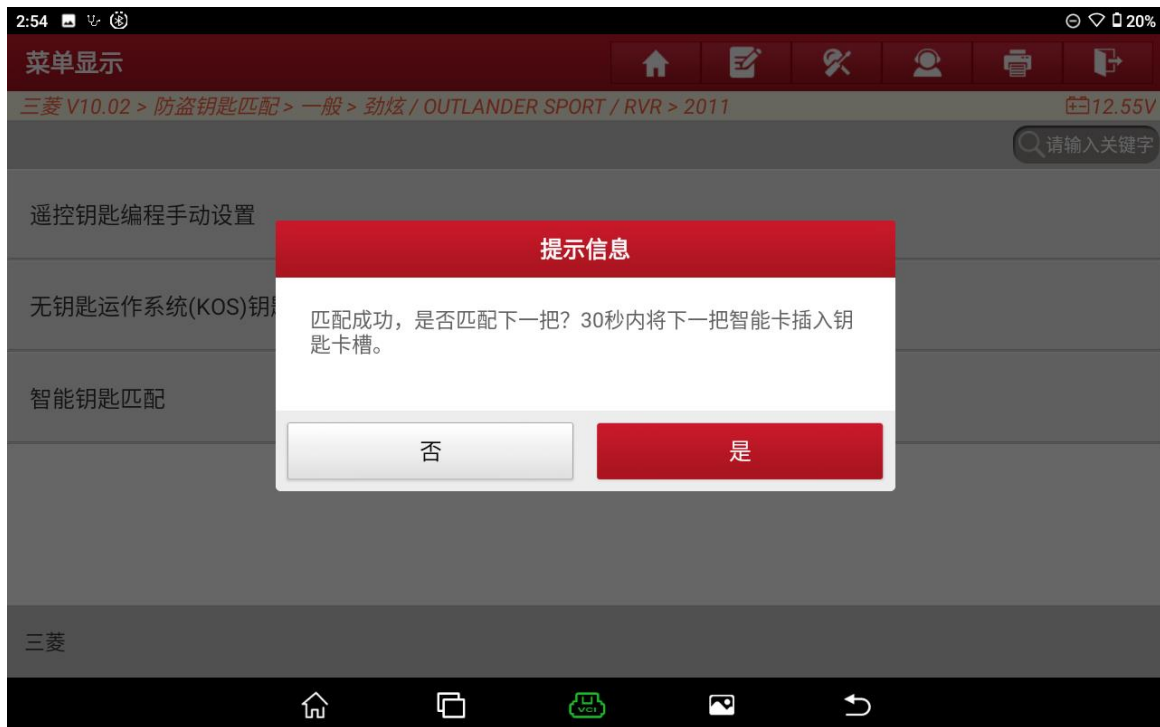 2:54
20%
菜单显示
三菱 V10.02 > 防盗钥匙匹配 > 一般 > 劲炫 / OUTLANDER SPORT / RVR > 2011
12.55V
请输入关键字
遥控钥匙编程手动设置
提示信息
无钥匙运作系统(KOS)钥
匹配成功，是否匹配下一把？30秒内将下一把智能卡插入钥
匙卡槽。
智能钥匙匹配
否
是
三菱
VCI